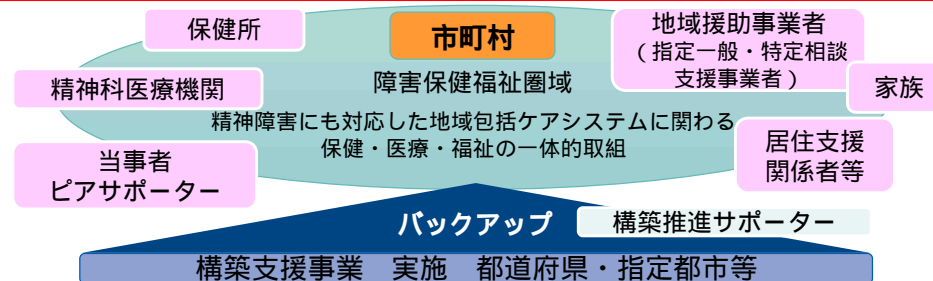 保健所
市町村
地域援助事業者
（指定一般・特定相談
支援事業者）
精神科医療機関
障害保健福祉圏域
家族
精神障害にも対応した地域包括ケアシステムに関わる
保健・医療・福祉の一体的取組
当事者
ピアサポーター
居住支援
関係者等
バックアップ
構築推進サポーター
構築支援事業　実施　都道府県・指定都市等